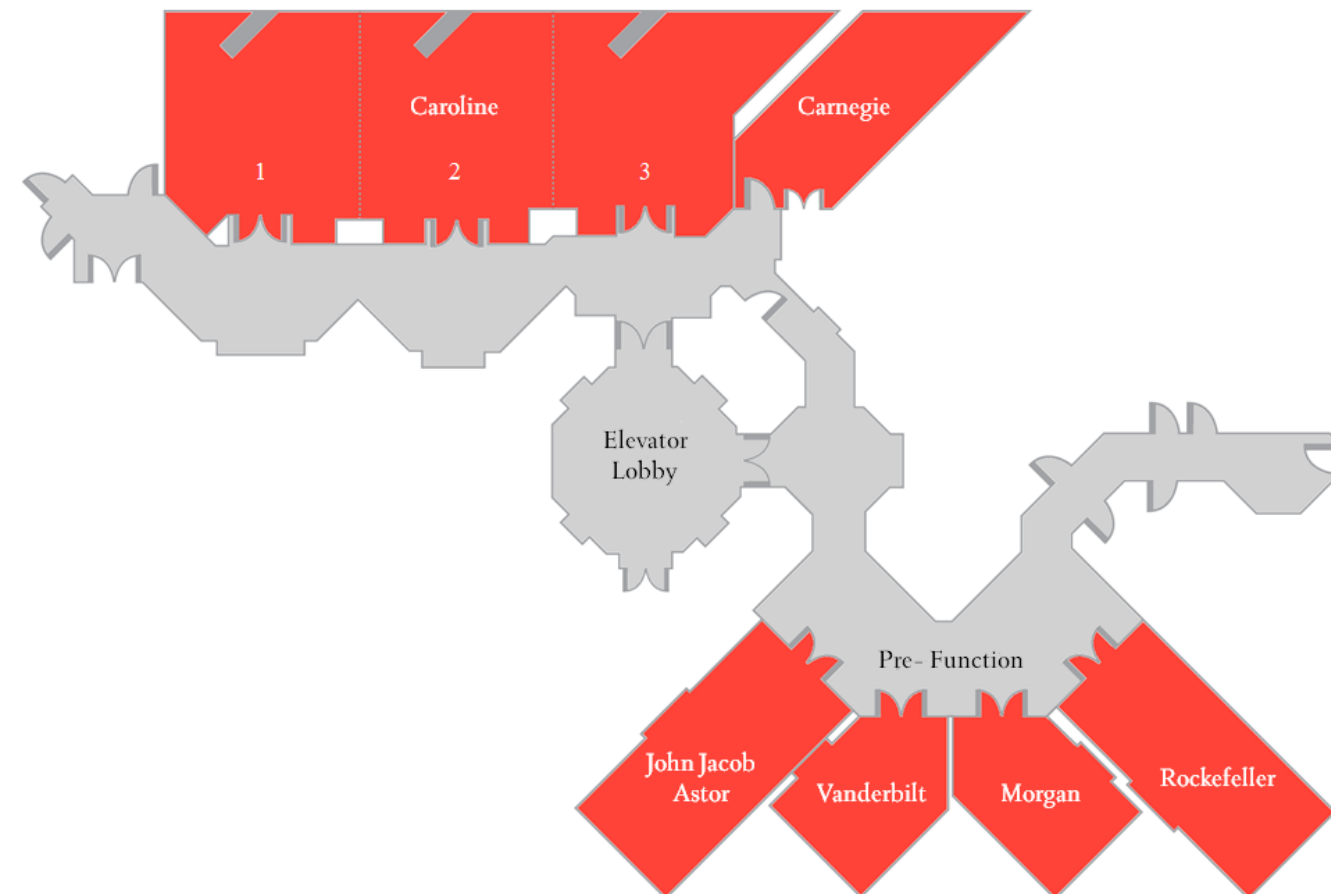 Caroline
Carnegie
1
2
3
Elevator
Lobby
Pre- Function
John Jacob
Astor
Vanderbilt
Morgan
Rockefeller